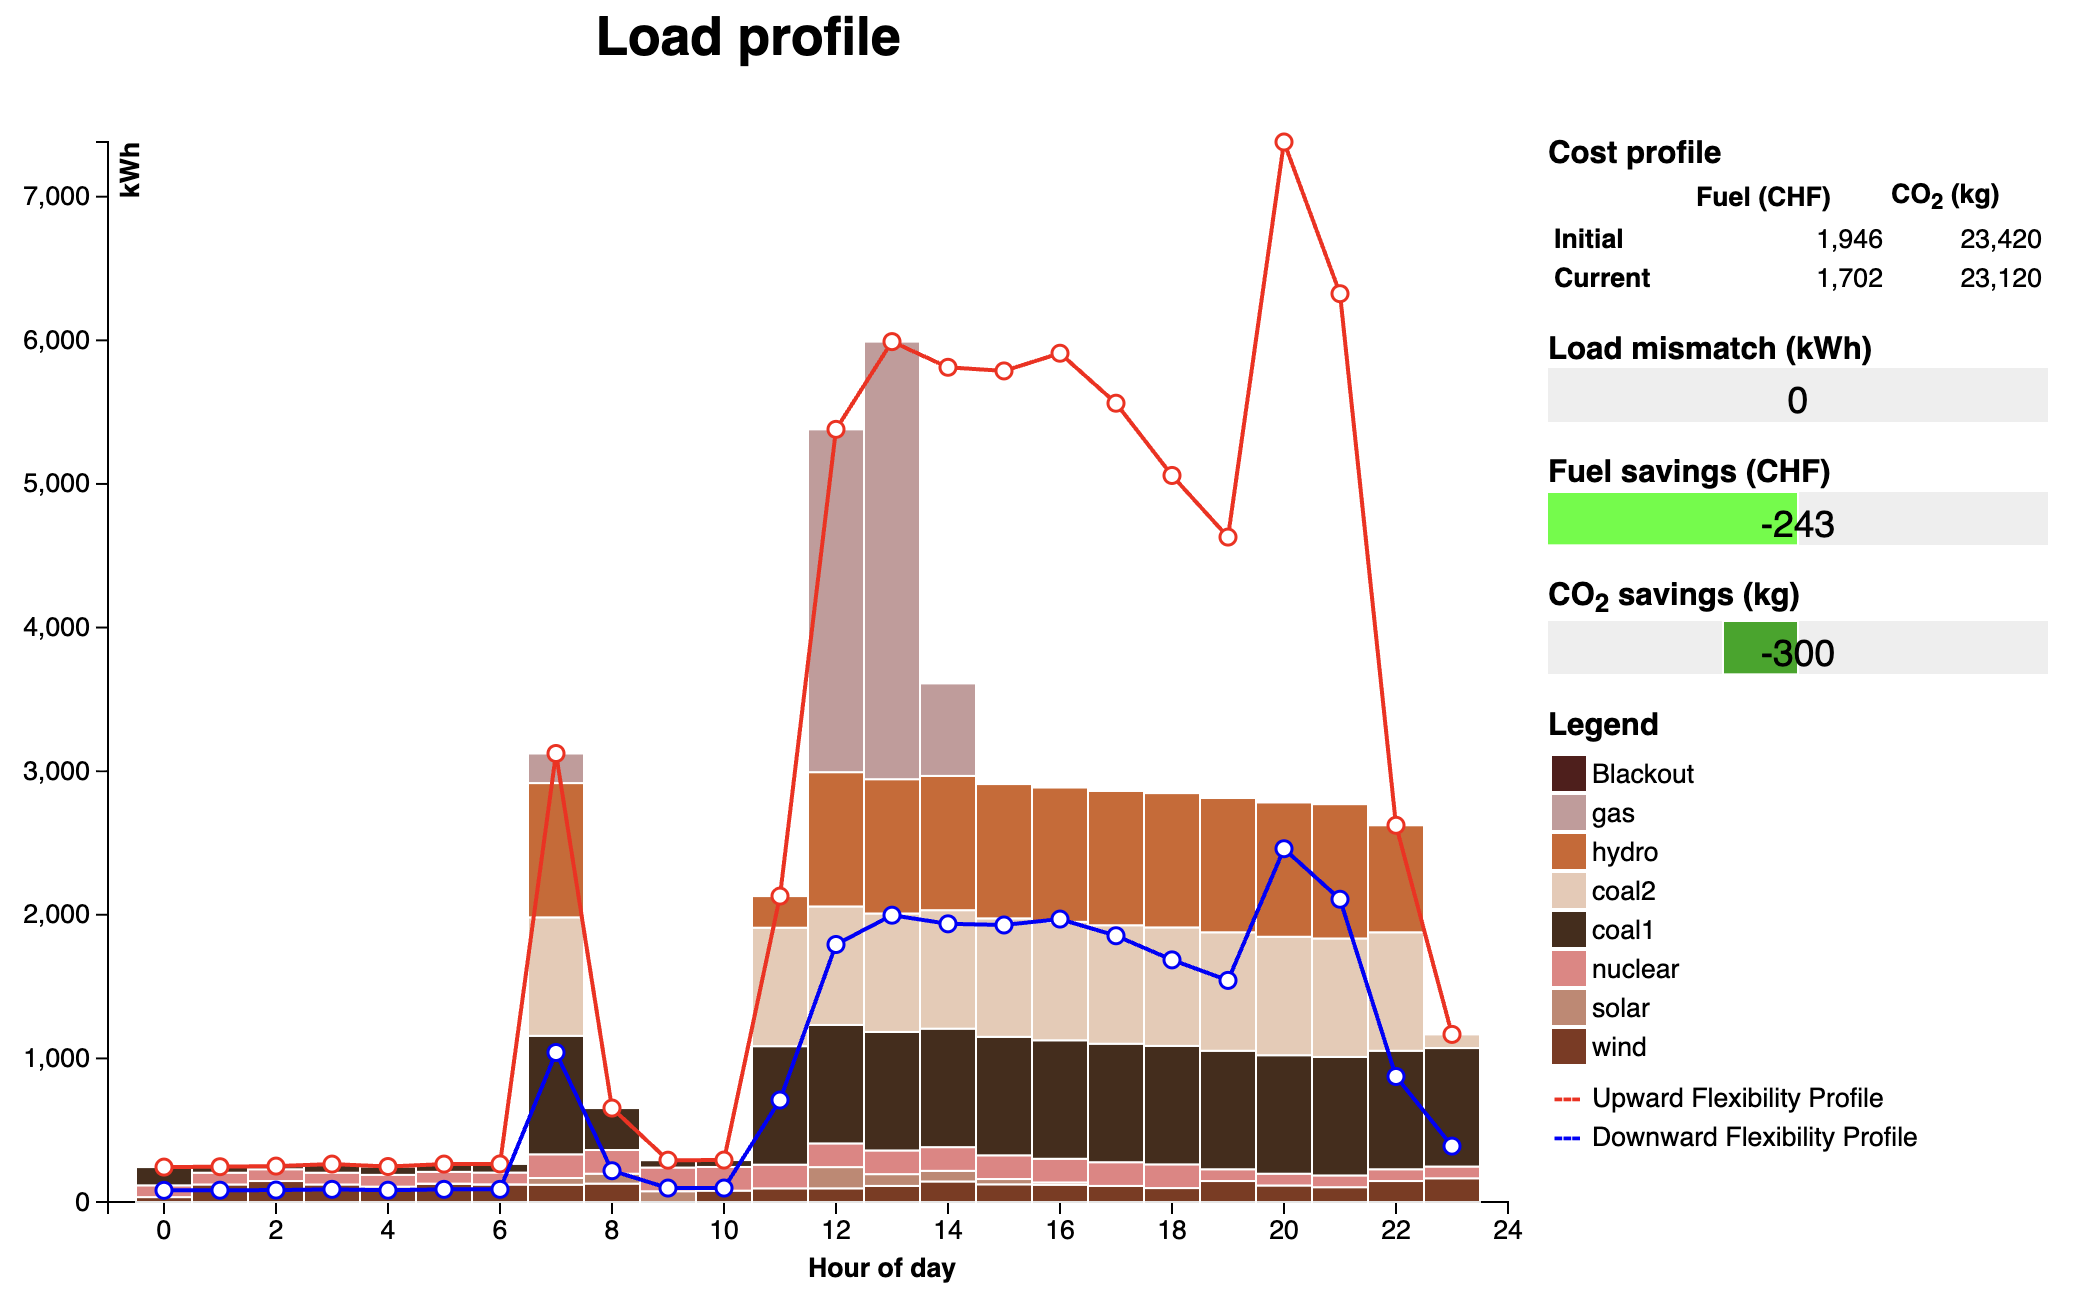 Load profile
kWh
7,000
6,000
5,000
4,000
3,000
2,000
1,000
0
0 2 4 6 8 10 12 14 16 18 20 22 24
Hour of day
Cost profile
Fuel (CHF) CO₂ (kg)
Initial 1,946 23,420
Current 1,702 23,120
Load mismatch (kWh)
0
Fuel savings (CHF)
-243
CO₂ savings (kg)
-300
Legend
Blackout
gas
hydro
coal2
coal1
nuclear
solar
wind
Upward Flexibility Profile
Downward Flexibility Profile